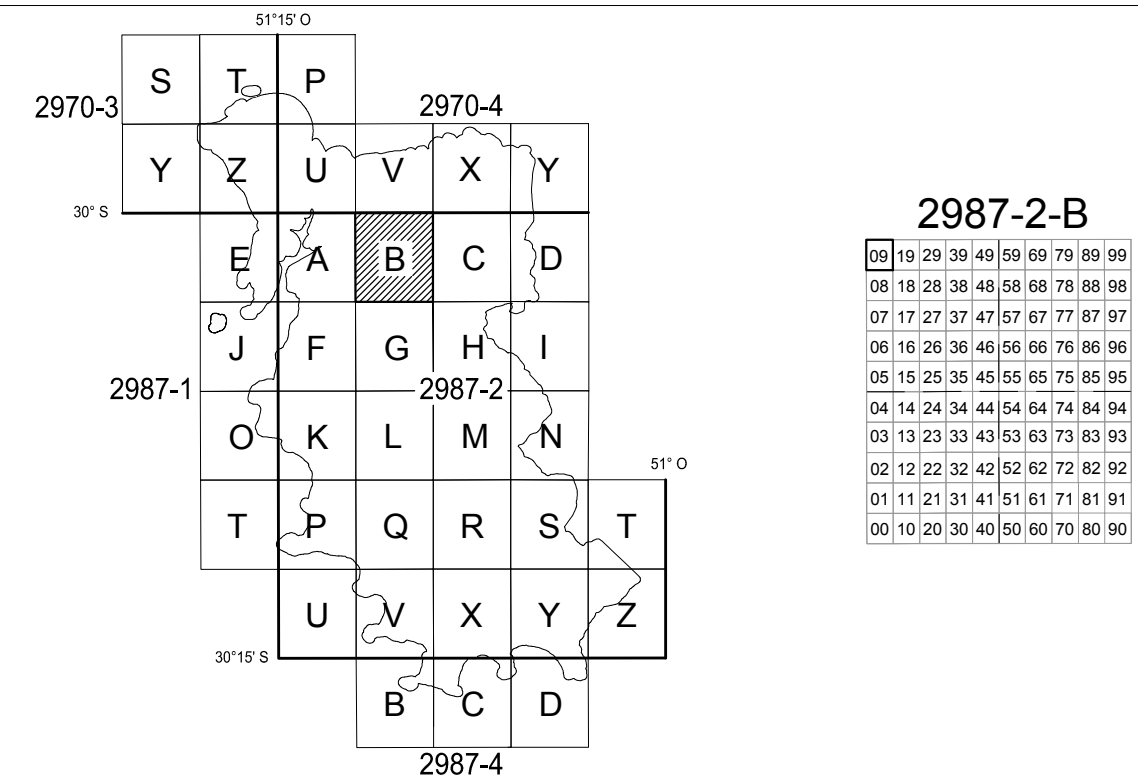 51°15' O
S T P
2970-3 2970-4
Y Z U V X Y
30° S
E A B C D
J F G H I
2987-1 2987-2
O K L M N
51° O
T P Q R S T
U V X Y Z
30°15' S
B C D
2987-4
2987-2-B
09 19 29 39 49 59 69 79 89 99
08 18 28 38 48 58 68 78 88 98
07 17 27 37 47 57 67 77 87 97
06 16 26 36 46 56 66 76 86 96
05 15 25 35 45 55 65 75 85 95
04 14 24 34 44 54 64 74 84 94
03 13 23 33 43 53 63 73 83 93
02 12 22 32 42 52 62 72 82 92
01 11 21 31 41 51 61 71 81 91
00 10 20 30 40 50 60 70 80 90